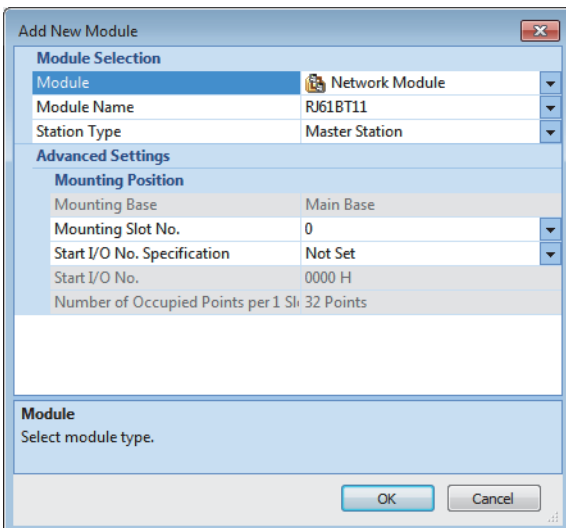 Add New Module
Module Selection
Module Network Module
Module Name RJ61BT11
Station Type Master Station
Advanced Settings
Mounting Position
Mounting Base Main Base
Mounting Slot No. 0
Start I/O No. Specification Not Set
Start I/O No. 0000 H
Number of Occupied Points per 1 Sl 32 Points
Module
Select module type.
OK Cancel